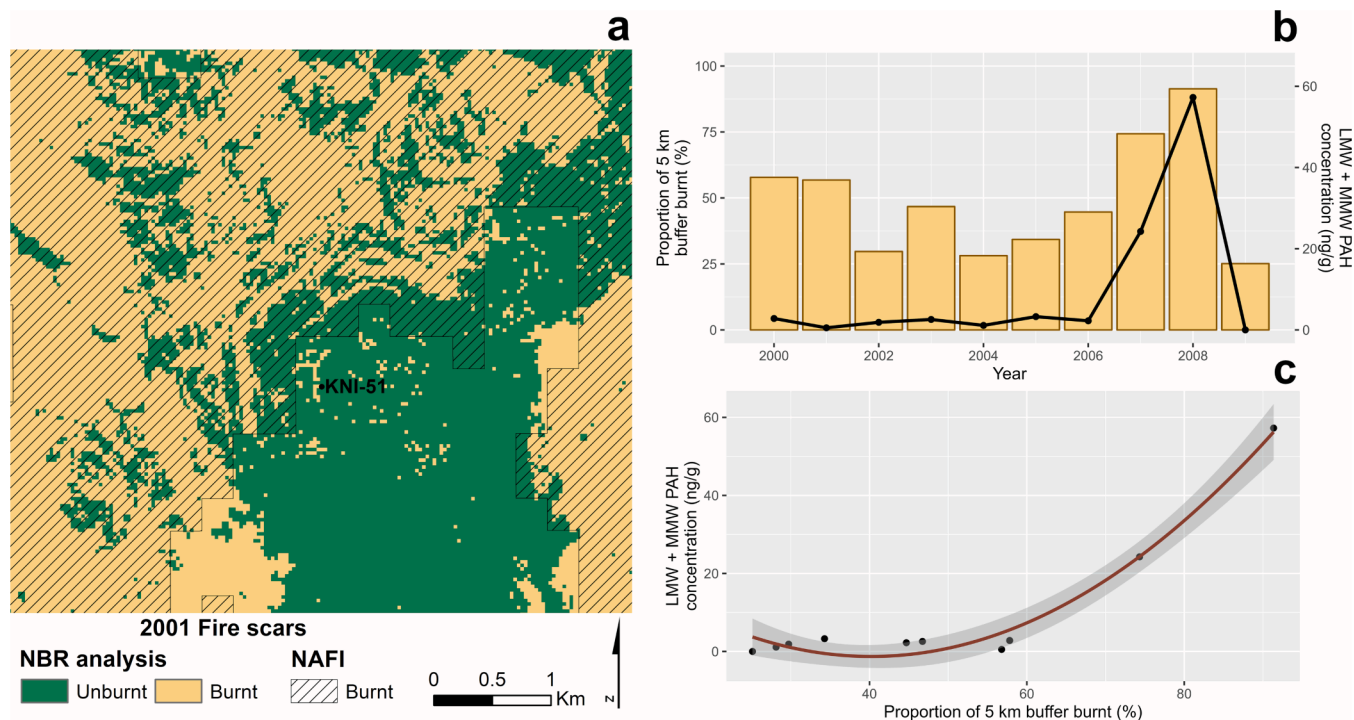 a
KNI-51
2001 Fire scars
NBR analysis
NAFI
Unburnt
Burnt
Burnt
0 0.5 1
Km
z
b
100
75
50
25
0
Proportion of 5 km
buffer burnt (%)
60
40
20
0
LMW + MMW PAH
concentration (ng/g)
2000 2002 2004 2006 2008
Year
c
60
40
20
0
LMW + MMW PAH
concentration (ng/g)
40 60 80
Proportion of 5 km buffer burnt (%)